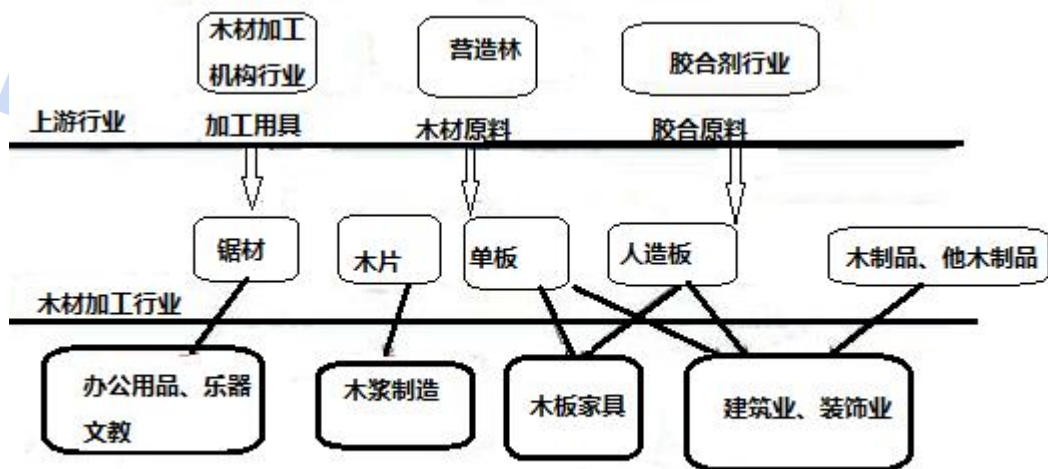 木材加工
机构行业
营造林
胶合剂行业
上游行业
加工用具
木材原料
胶合原料
锯材
木片
单板
人造板
木制品、他木制品
木材加工行业
办公用品、乐器
文教
木浆制造
木板家具
建筑业、装饰业